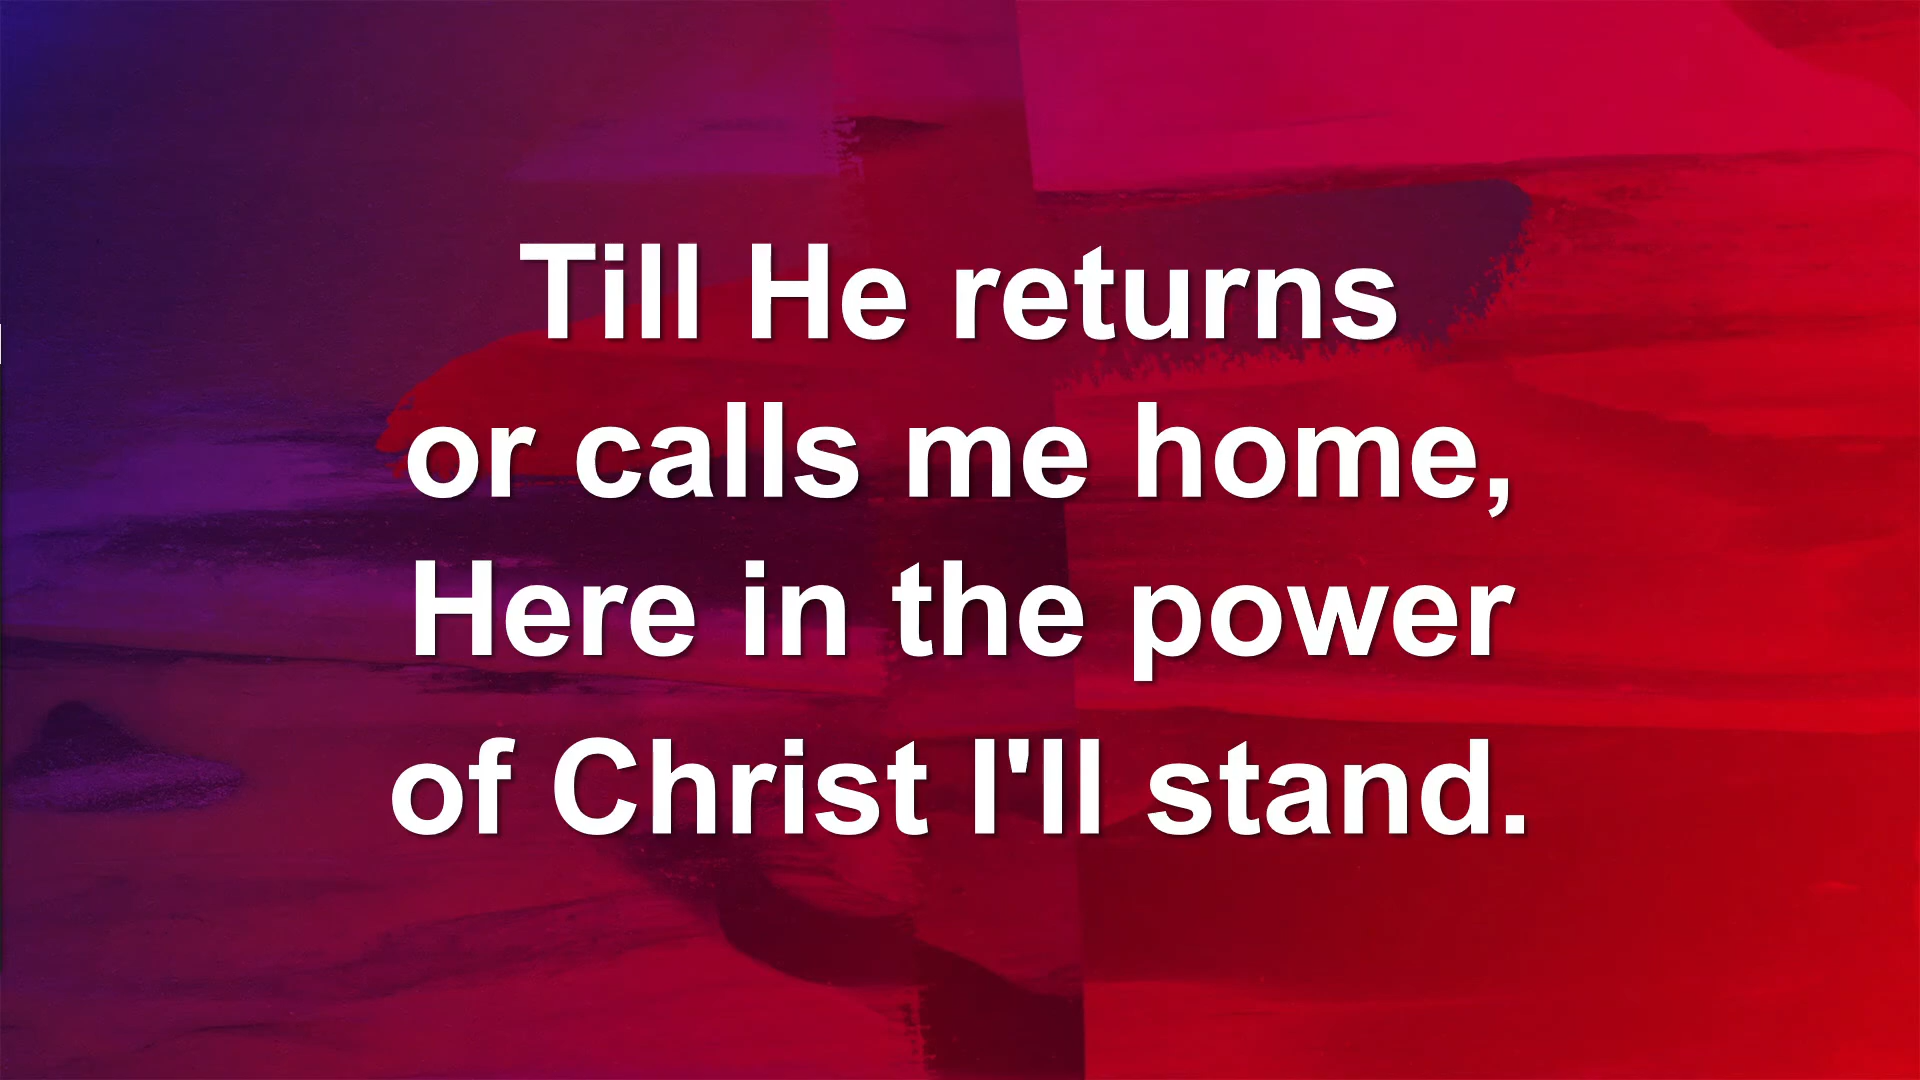 Till He returns
or calls me home,
Here in the power
of Christ I'll stand.